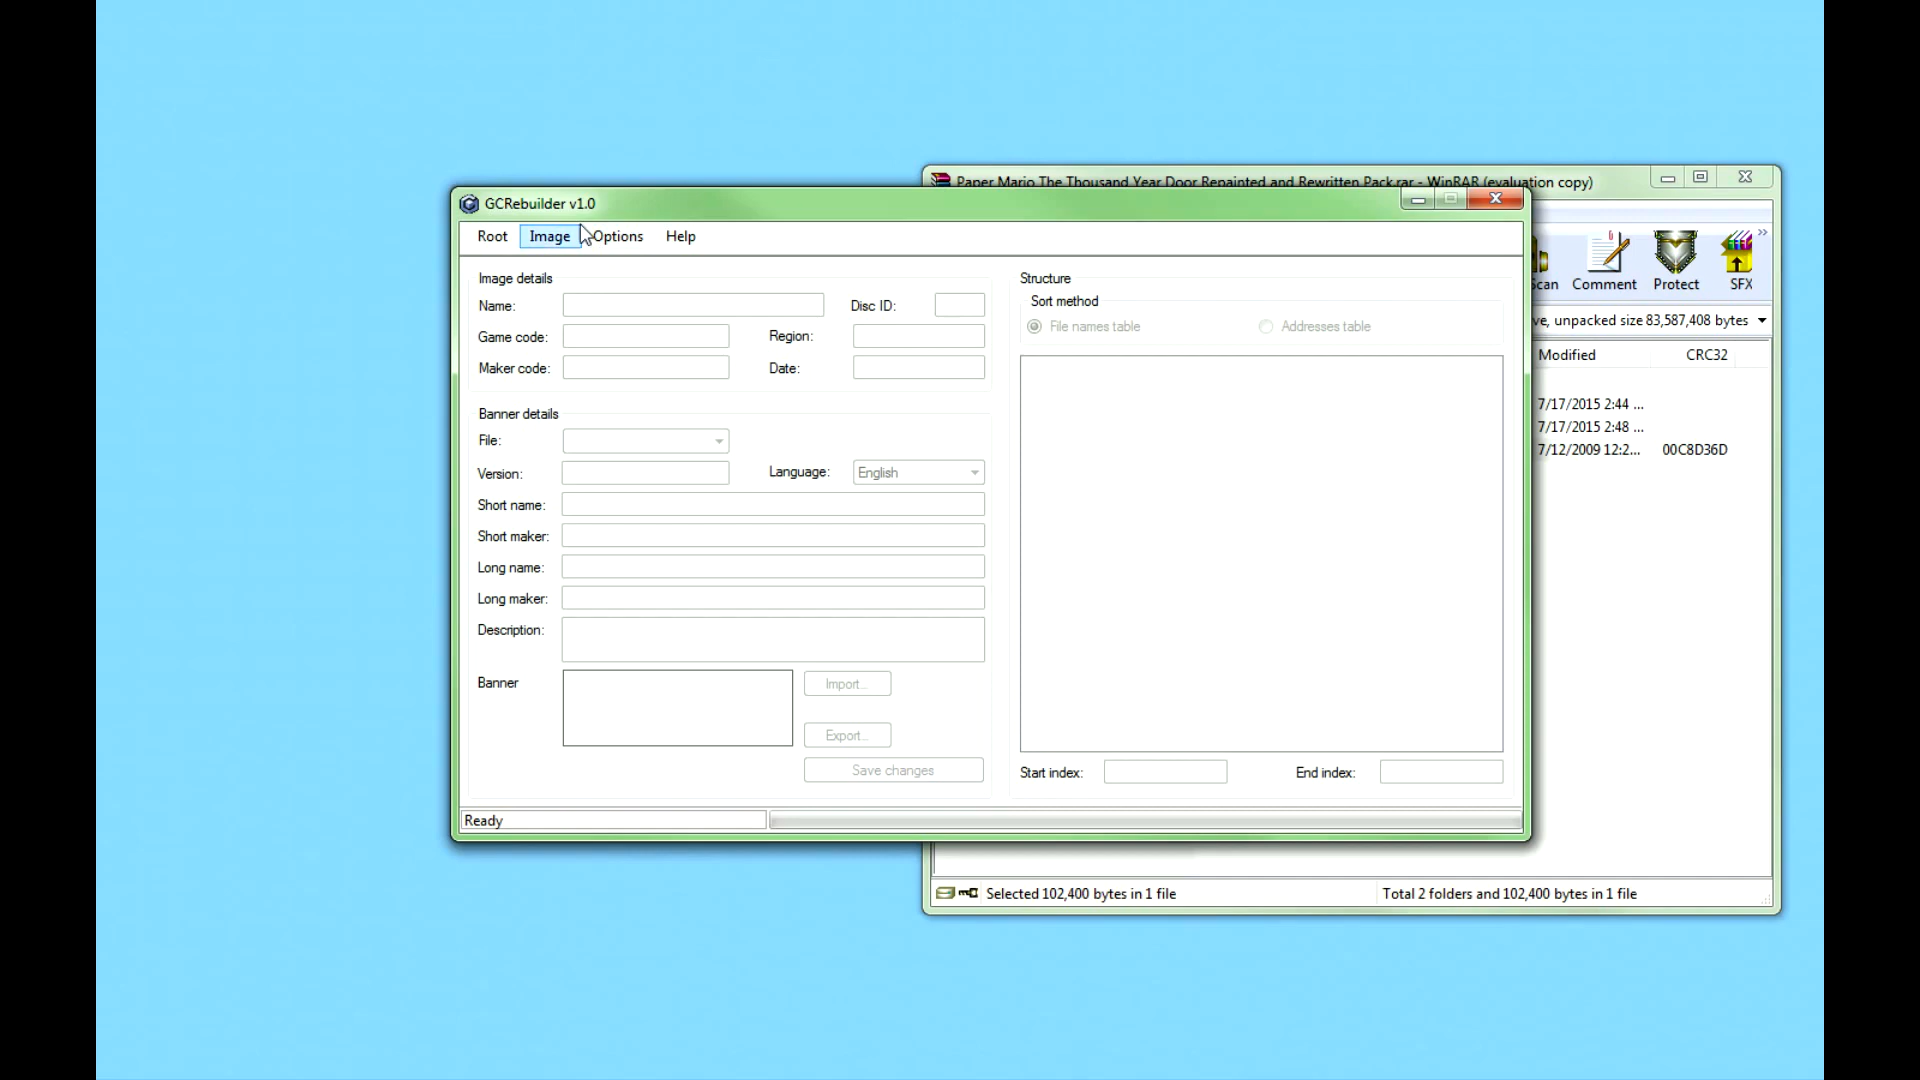 Paper Mario The Thousand Year Door Repainted and Rewritten Pack.rar - WinRAR (evaluation copy)
GCRebuilder v1.0
Root Image Options Help
Scan Comment Protect SFX »
unpacked size 83,587,408 bytes
Modified CRC32
7/17/2015 2:44 ...
7/17/2015 2:48 ...
7/12/2009 12:2... 00C8D36D
Image details
Name: Disc ID:
Game code: Region:
Maker code: Date:
Banner details
File:
Version: Language: English
Short name:
Short maker:
Long name:
Long maker:
Description:
Banner Import...
Export...
Save changes
Structure
Sort method
File names table Addresses table
Start index: End index:
Ready
Selected 102,400 bytes in 1 file Total 2 folders and 102,400 bytes in 1 file